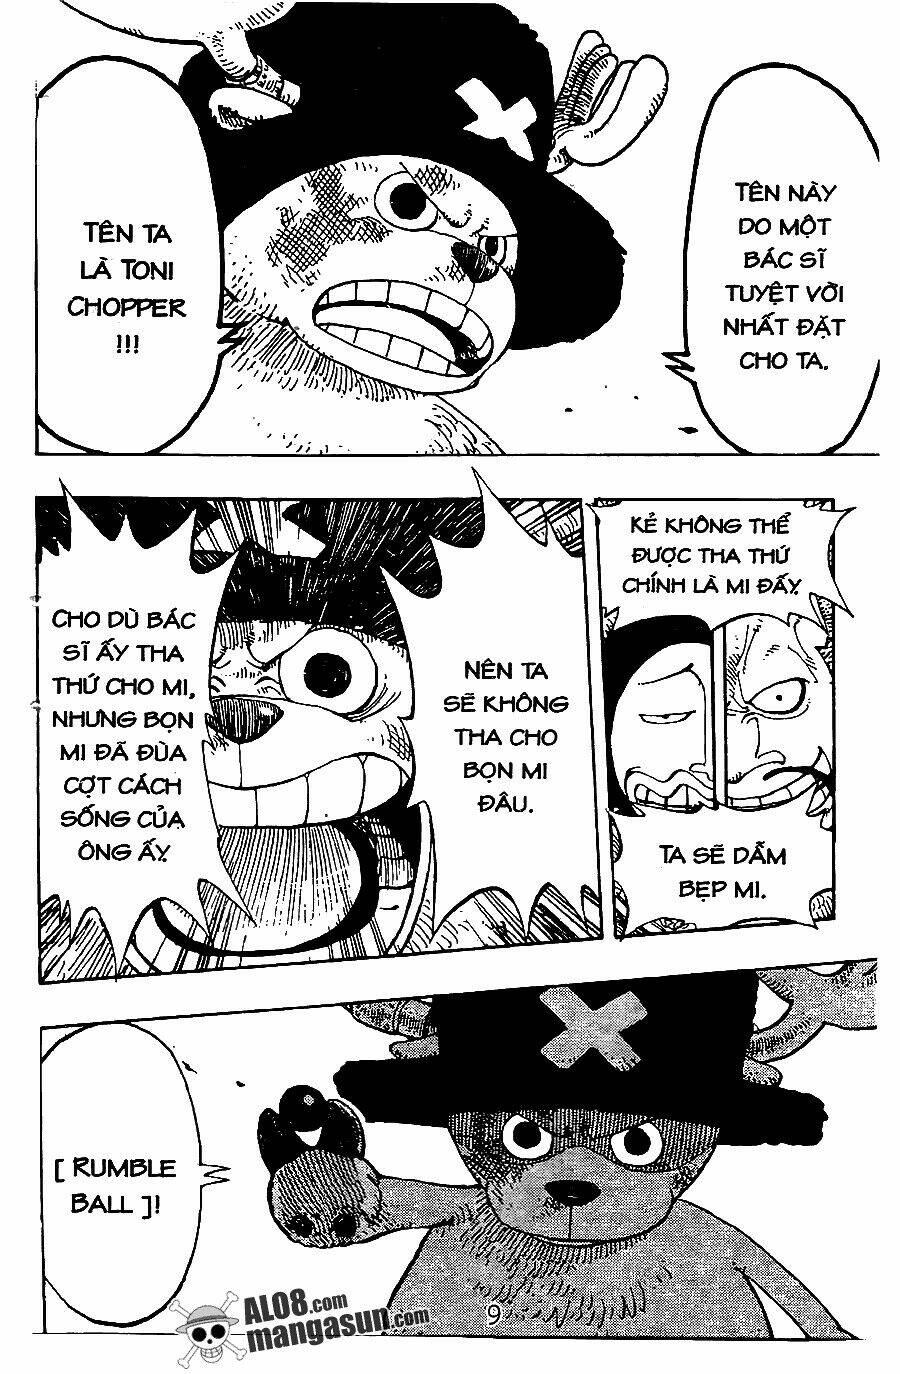 TÊN NÀY
DO MỘT
BÁC SĨ
TUYỆT VỜI
NHẤT ĐẶT
CHO TA.
TÊN TA
LÀ TONI
CHOPPER
!!!
KẺ KHÔNG THỂ
ĐƯỢC THA THỨ
CHÍNH LÀ MI ĐẤY.
TA SẼ DẪM
BẸP MI.
NÊN TA
SẼ KHÔNG
THA CHO
BỌN MI
ĐÂU.
CHO DÙ BÁC
SĨ ẤY THA
THỨ CHO MI,
NHƯNG BỌN
MI ĐÃ ĐÙA
CỢT CÁCH
SỐNG CỦA
ÔNG ẤY.
[ RUMBLE
BALL ]!
AL08.com
mangasun.com
9